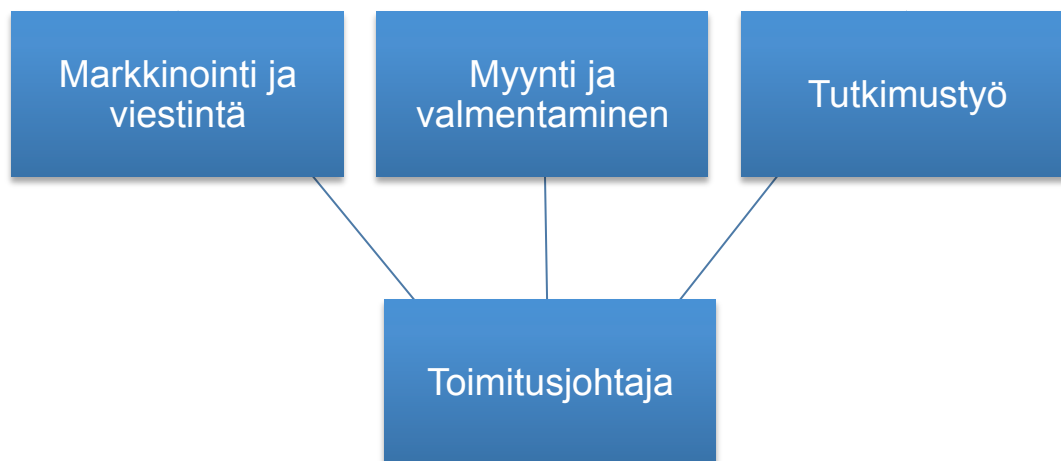 Markkinointi ja
viestintä
Myynti ja
valmentaminen
Tutkimustyö
Toimitusjohtaja